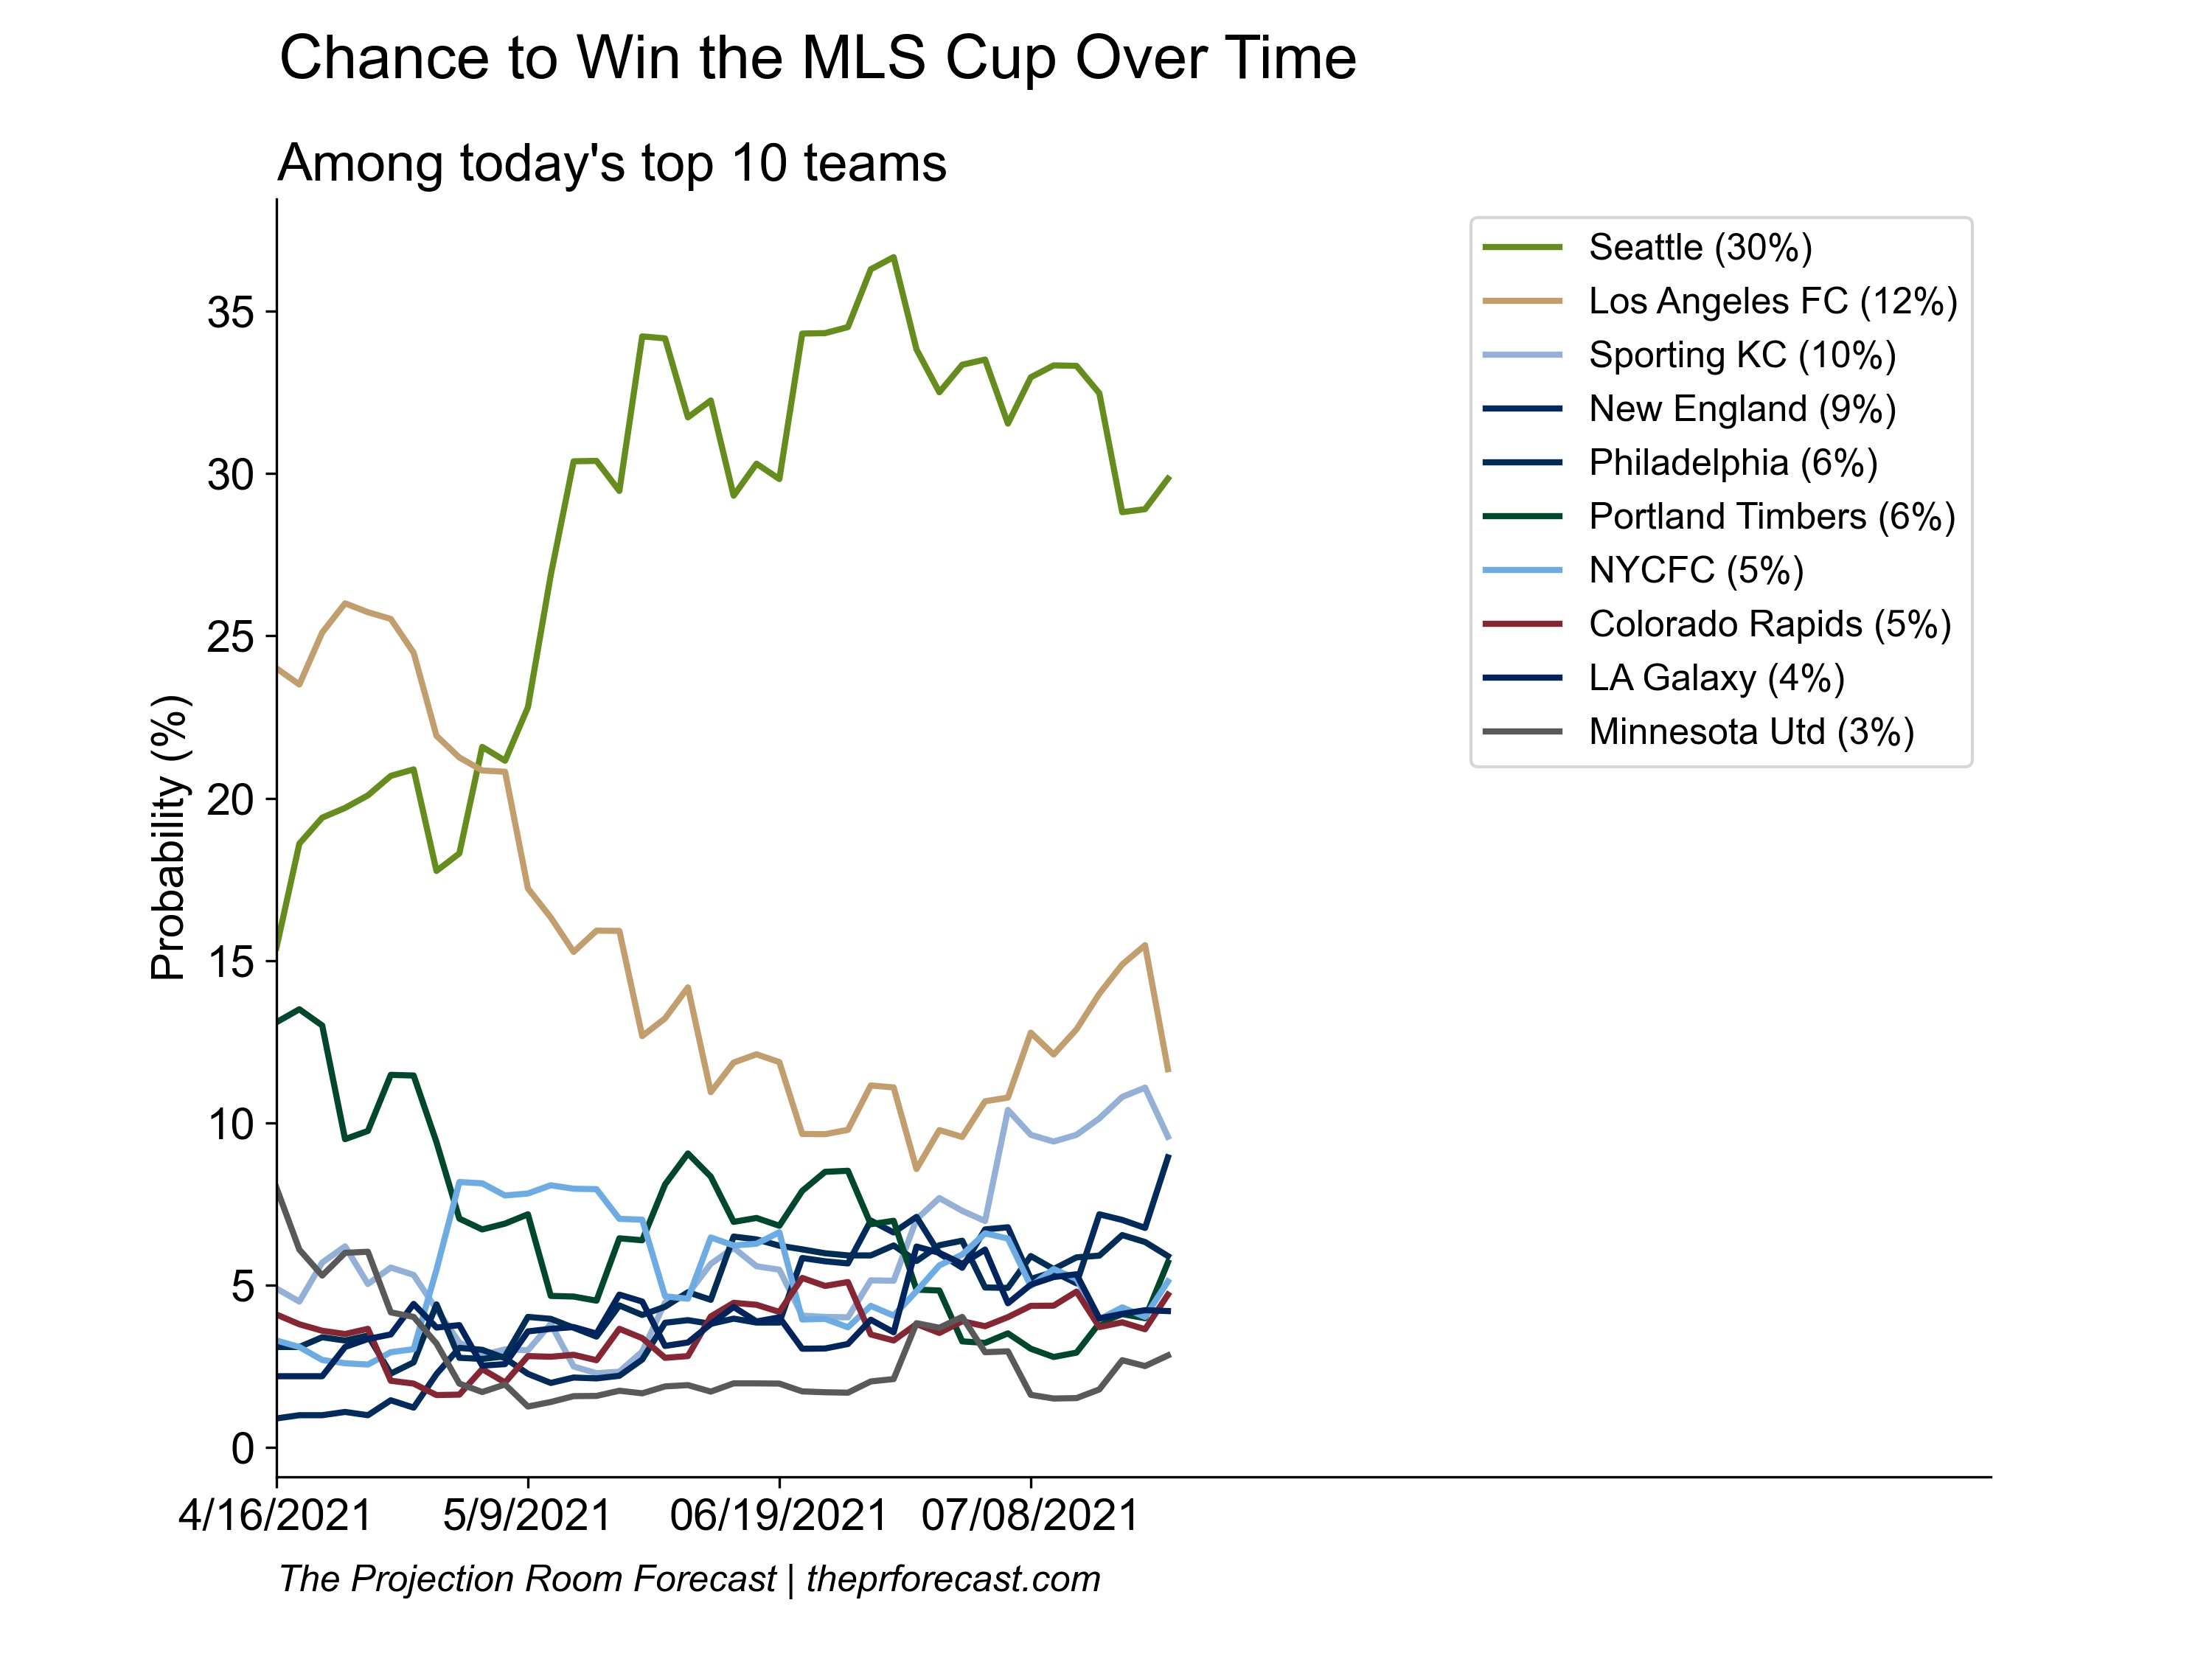 Chance to Win the MLS Cup Over Time
Among today's top 10 teams
Seattle (30%)
Los Angeles FC (12%)
Sporting KC (10%)
New England (9%)
Philadelphia (6%)
Portland Timbers (6%)
NYCFC (5%)
Colorado Rapids (5%)
LA Galaxy (4%)
Minnesota Utd (3%)
Probability (%)
35
30
25
20
15
10
5
0
4/16/2021 5/9/2021 06/19/2021 07/08/2021
The Projection Room Forecast | theprforecast.com